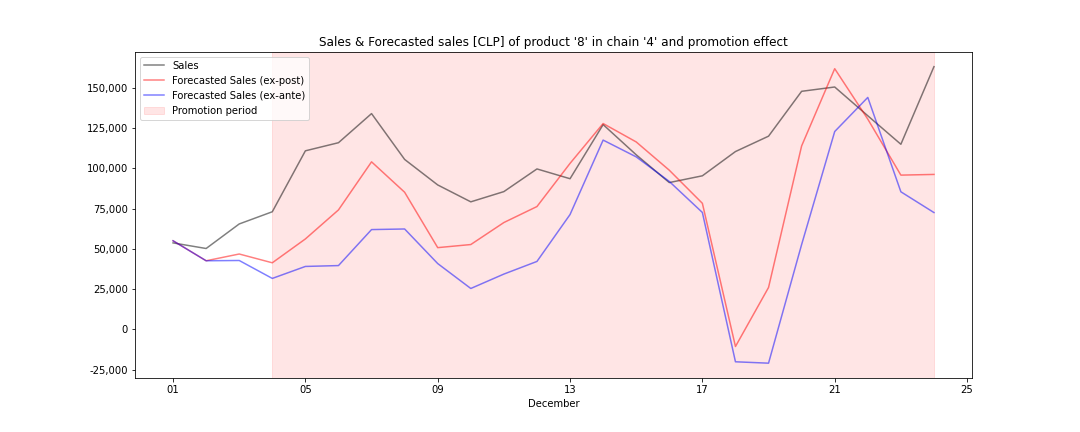 Sales & Forecasted sales [CLP] of product '8' in chain '4' and promotion effect
Sales
Forecasted Sales (ex-post)
Forecasted Sales (ex-ante)
Promotion period
150,000
125,000
100,000
75,000
50,000
25,000
0
-25,000
01 05 09 13 17 21 25
December